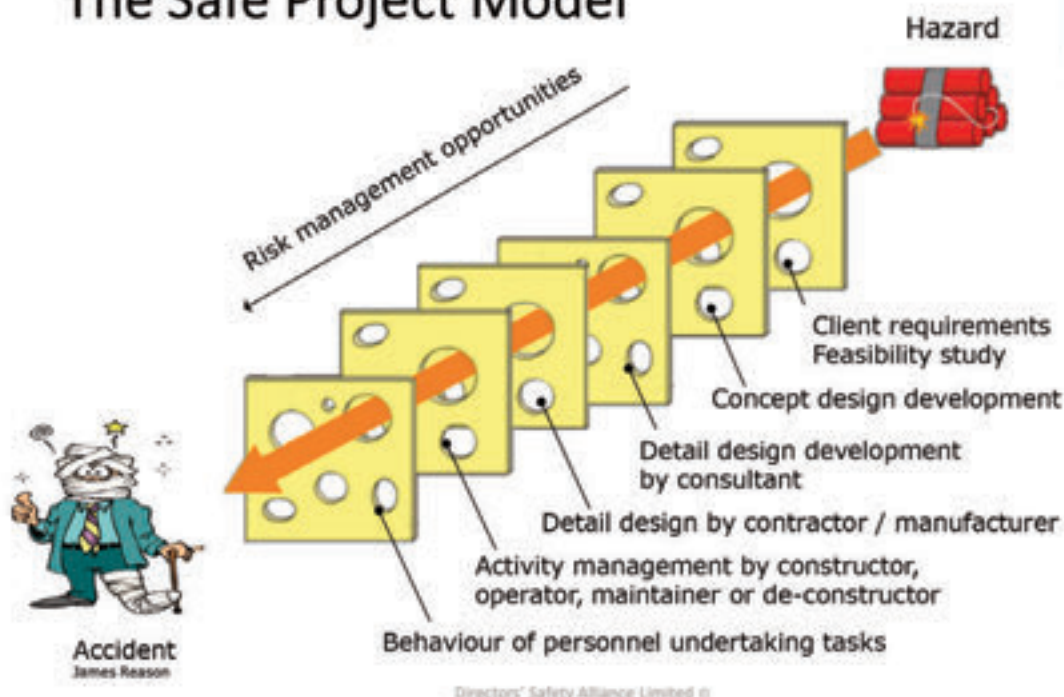 The Safe Project Model
Hazard
Risk management opportunities
Client requirements
Feasibility study
Concept design development
Detail design development
by consultant
Detail design by contractor / manufacturer
Activity management by constructor,
operator, maintainer or de-constructor
Behaviour of personnel undertaking tasks
Accident
James Reason
Directors' Safety Alliance Limited ©